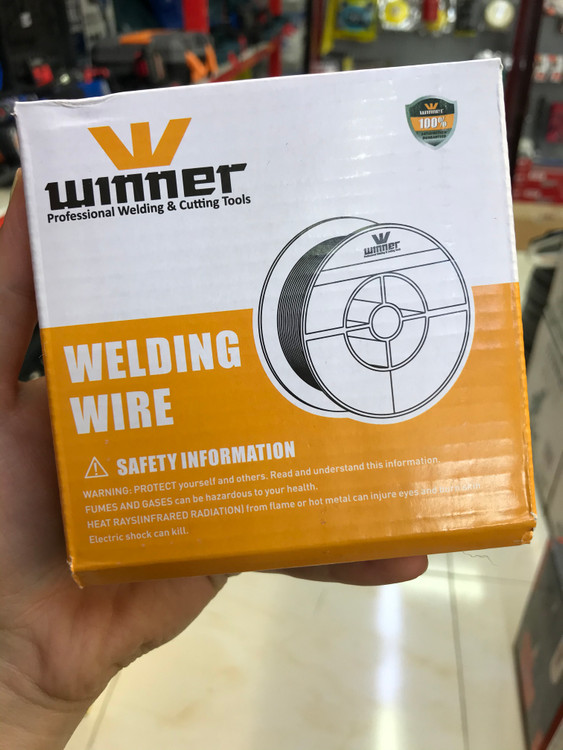 winner
Professional Welding & Cutting Tools
winner
100%
winner
WELDING
WIRE
SAFETY INFORMATION
WARNING: PROTECT yourself and others. Read and understand this information.
FUMES AND GASES can be hazardous to your health.
HEAT RAYS(INFRARED RADIATION) from flame or hot metal can injure eyes and
Electric shock can kill.